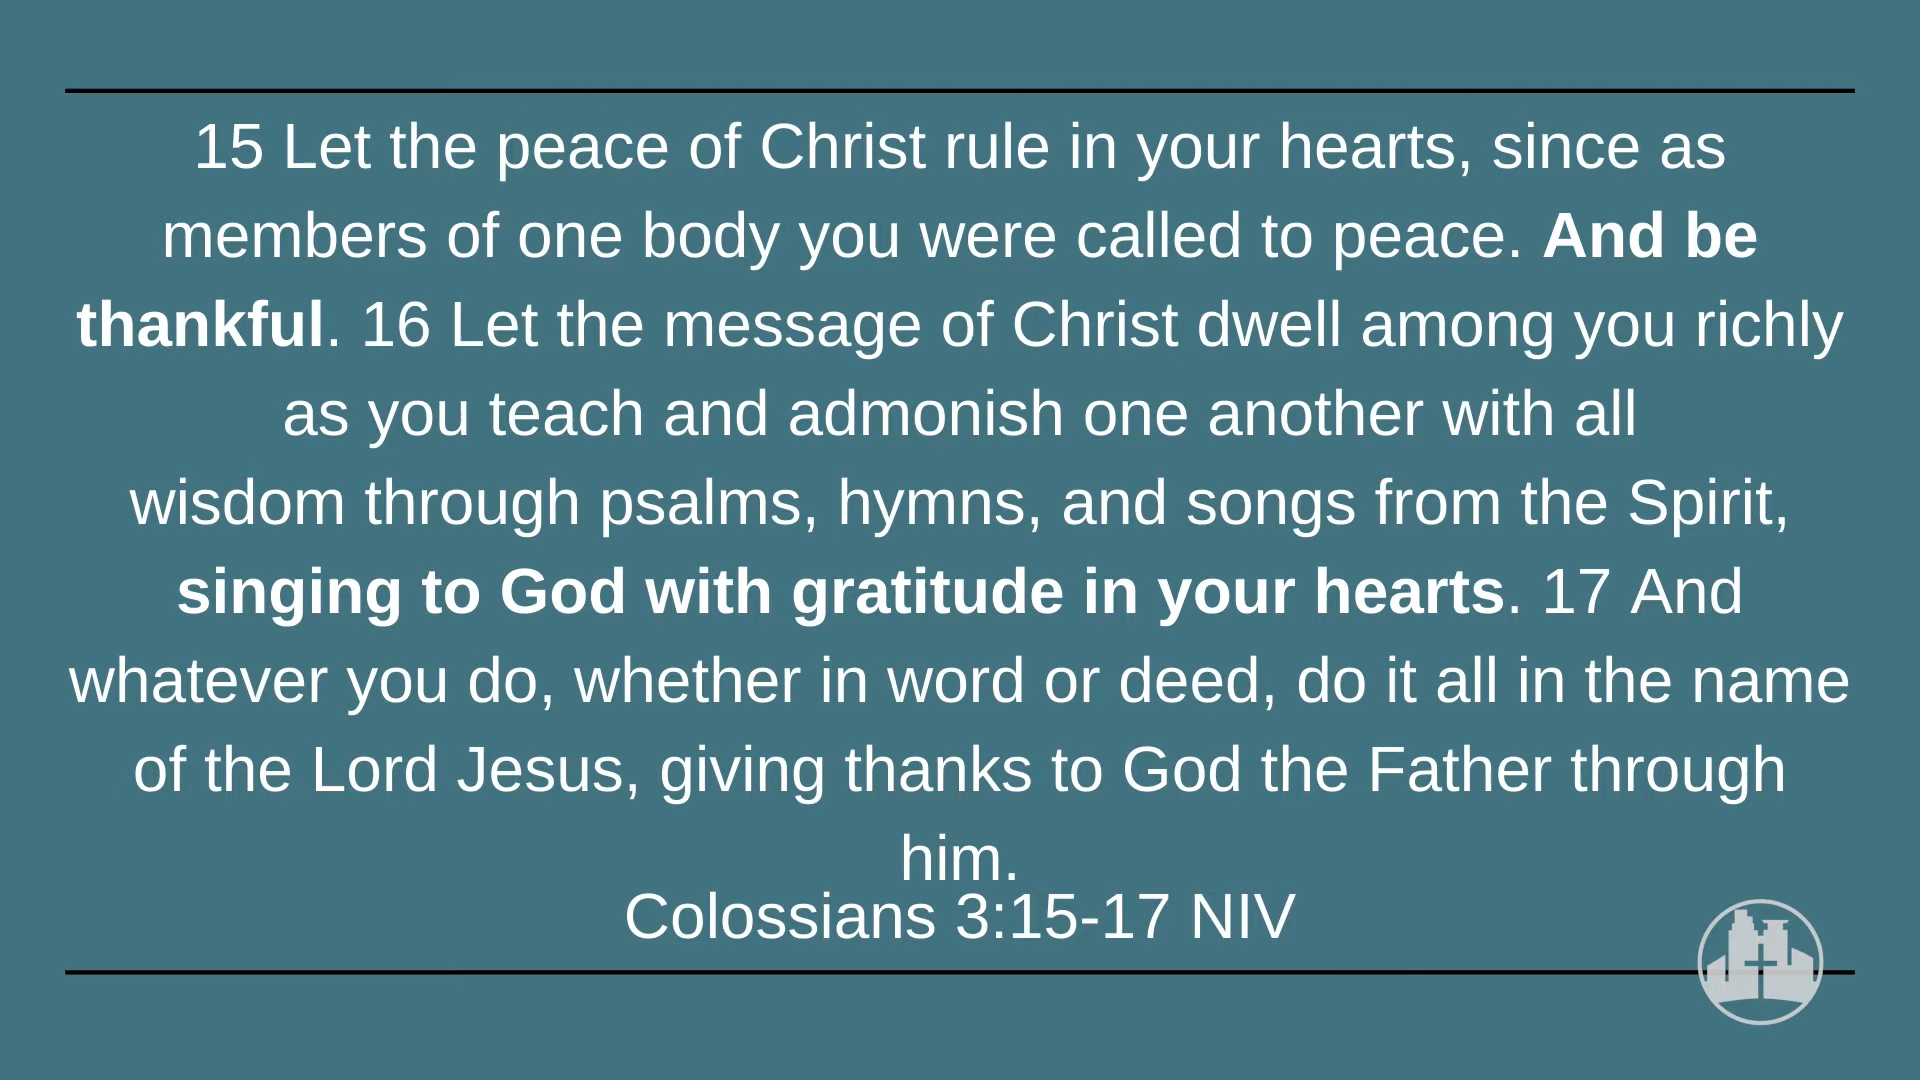 15 Let the peace of Christ rule in your hearts, since as
members of one body you were called to peace. And be
thankful. 16 Let the message of Christ dwell among you richly
as you teach and admonish one another with all
wisdom through psalms, hymns, and songs from the Spirit,
singing to God with gratitude in your hearts. 17 And
whatever you do, whether in word or deed, do it all in the name
of the Lord Jesus, giving thanks to God the Father through
him.
Colossians 3:15-17 NIV